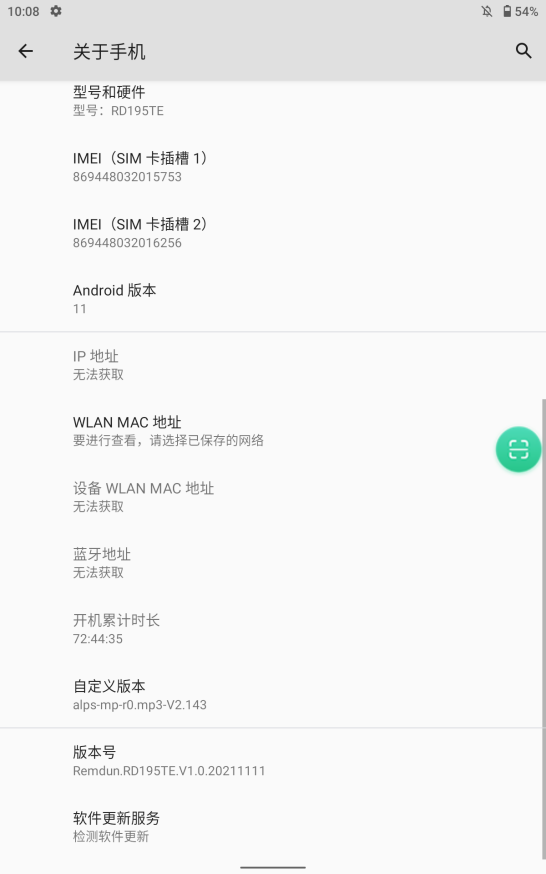 10:08
54%
关于手机
型号和硬件
型号：RD195TE
IMEI（SIM 卡插槽 1）
869448032015753
IMEI（SIM 卡插槽 2）
869448032016256
Android 版本
11
IP 地址
无法获取
WLAN MAC 地址
要进行查看，请选择已保存的网络
设备 WLAN MAC 地址
无法获取
蓝牙地址
无法获取
开机累计时长
72:44:35
自定义版本
alps-mp-r0.mp3-V2.143
版本号
Remdun.RD195TE.V1.0.20211111
软件更新服务
检测软件更新